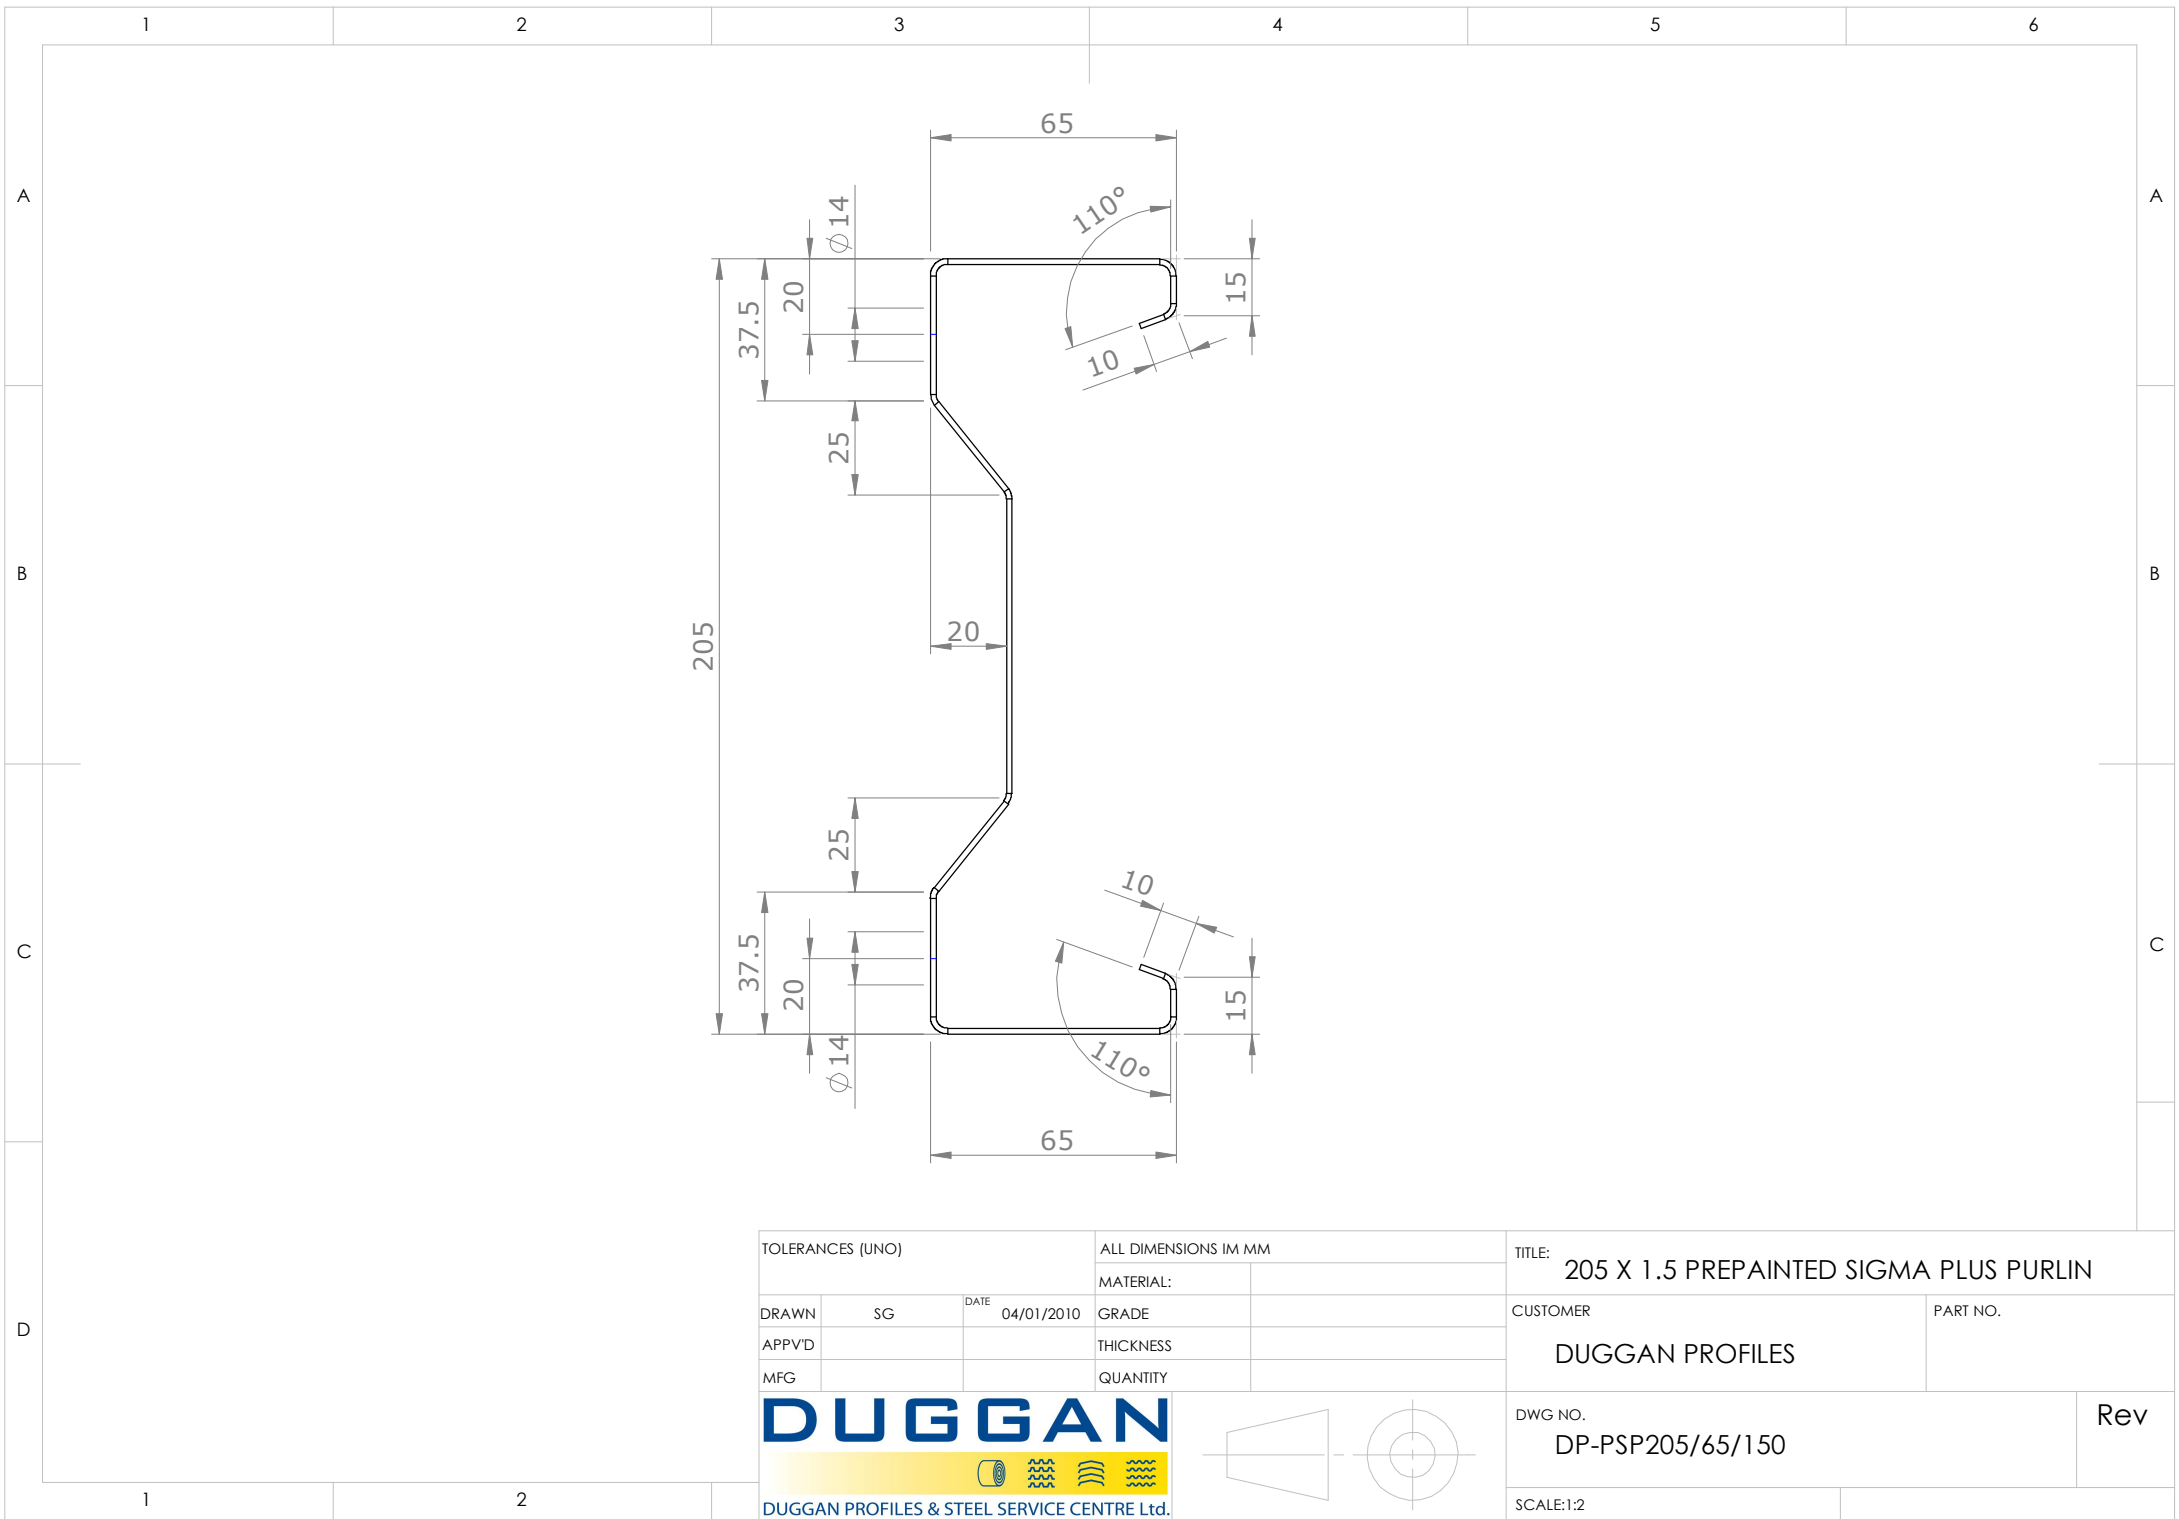 1 2 3 4 5 6
A A
B B
C C
D
65
Ø 14
110°
20
37.5
15
10
25
205
20
25
10
37.5
20
15
Ø 14
110°
65
TOLERANCES (UNO)
ALL DIMENSIONS IM MM
TITLE: 205 X 1.5 PREPAINTED SIGMA PLUS PURLIN
MATERIAL:
DRAWN SG DATE 04/01/2010 GRADE
CUSTOMER
PART NO.
APPV'D THICKNESS
DUGGAN PROFILES
MFG QUANTITY
DUGGAN
DUGGAN PROFILES & STEEL SERVICE CENTRE Ltd.
DWG NO.
DP-PSP205/65/150
Rev
SCALE:1:2
1 2